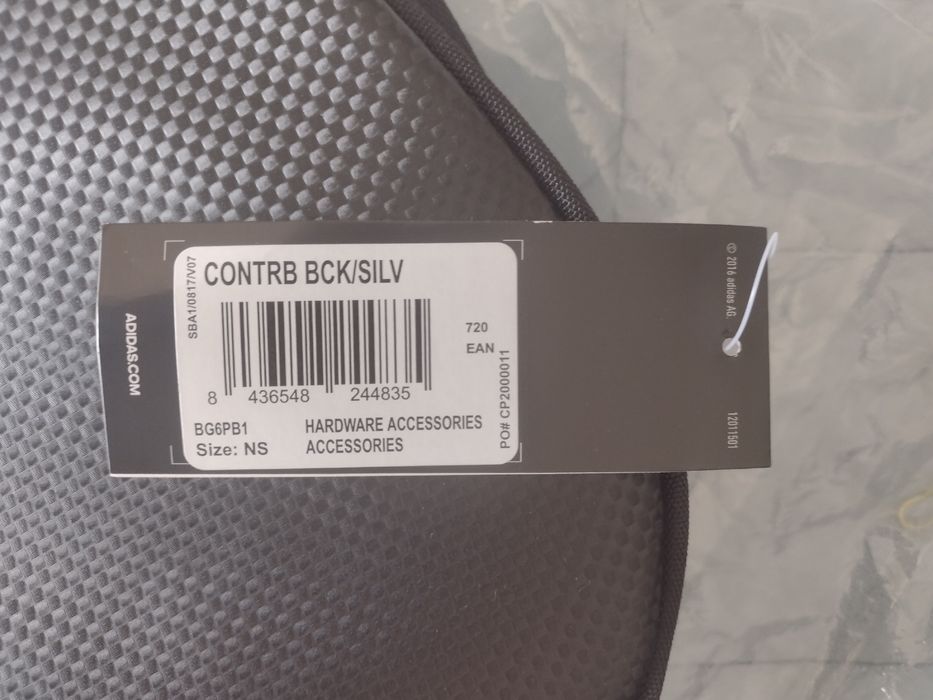 ADIDAS.COM
SBA1/0817/V07
CONTRB BCK/SILV
720
EAN
8 436548 244835
PO# CP2000011
BG6PB1
HARDWARE ACCESSORIES
Size: NS
ACCESSORIES
© 2016 adidas AG.
12011501